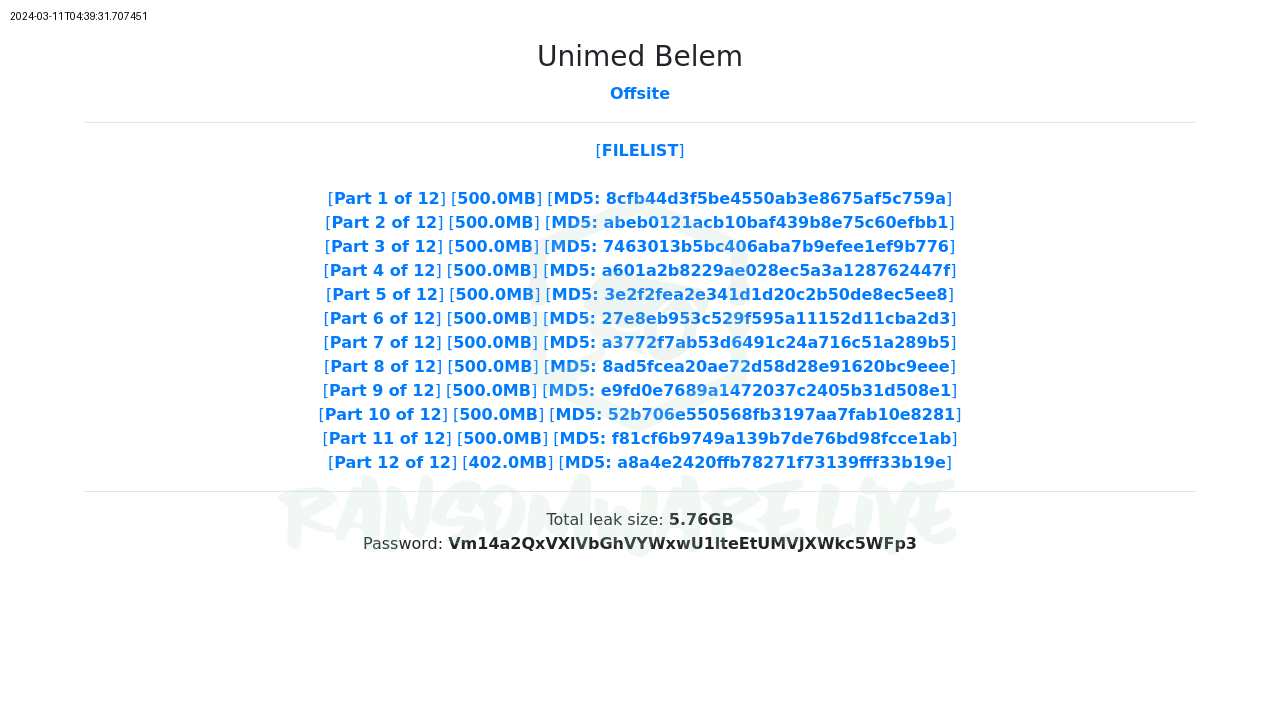 2024-03-11T04:39:31.707451
Unimed Belem
Offsite
[FILELIST]
[Part 1 of 12] [500.0MB] [MD5: 8cfb44d3f5be4550ab3e8675af5c759a]
[Part 2 of 12] [500.0MB] [MD5: abeb0121acb10baf439b8e75c60efbb1]
[Part 3 of 12] [500.0MB] [MD5: 7463013b5bc406aba7b9efee1ef9b776]
[Part 4 of 12] [500.0MB] [MD5: a601a2b8229ae028ec5a3a128762447f]
[Part 5 of 12] [500.0MB] [MD5: 3e2f2fea2e341d1d20c2b50de8ec5ee8]
[Part 6 of 12] [500.0MB] [MD5: 27e8eb953c529f595a11152d11cba2d3]
[Part 7 of 12] [500.0MB] [MD5: a3772f7ab53d6491c24a716c51a289b5]
[Part 8 of 12] [500.0MB] [MD5: 8ad5fcea20ae72d58d28e91620bc9eee]
[Part 9 of 12] [500.0MB] [MD5: e9fd0e7689a1472037c2405b31d508e1]
[Part 10 of 12] [500.0MB] [MD5: 52b706e550568fb3197aa7fab10e8281]
[Part 11 of 12] [500.0MB] [MD5: f81cf6b9749a139b7de76bd98fcce1ab]
[Part 12 of 12] [402.0MB] [MD5: a8a4e2420ffb78271f73139fff33b19e]
RANSOMWARE.LIVE
Total leak size: 5.76GB
Password: Vm14a2QxVXlVbGhVYWxwU1lteEtUMVJXWkc5WFp3